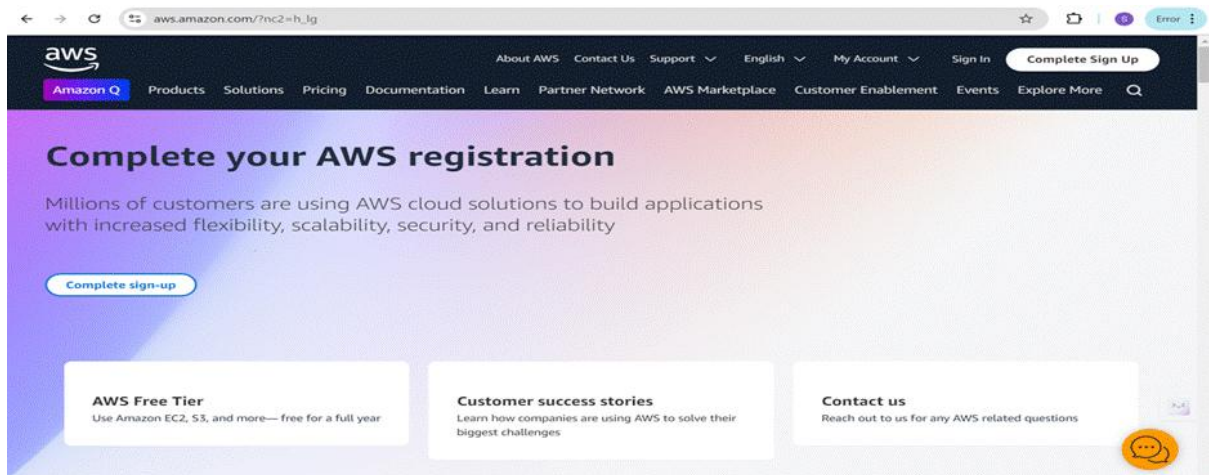 aws.amazon.com/?nc2=h_lg
S
Error
aws
About AWS Contact Us Support English My Account Sign In Complete Sign Up
Amazon Q Products Solutions Pricing Documentation Learn Partner Network AWS Marketplace Customer Enablement Events Explore More
Complete your AWS registration
Millions of customers are using AWS cloud solutions to build applications
with increased flexibility, scalability, security, and reliability
Complete sign-up
AWS Free Tier
Use Amazon EC2, S3, and more— free for a full year
Customer success stories
Learn how companies are using AWS to solve their
biggest challenges
Contact us
Reach out to us for any AWS related questions